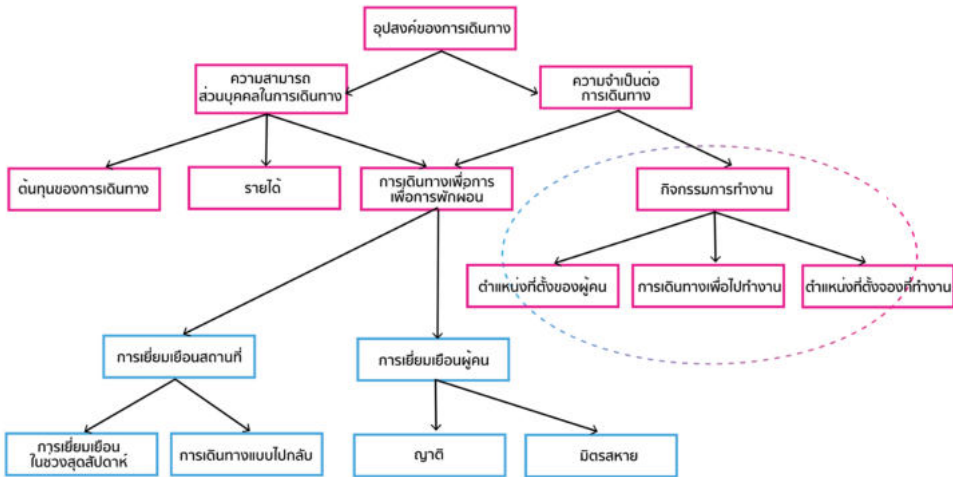 อุปสงค์ของการเดินทาง
ความสามารถ
ส่วนบุคคลในการเดินทาง
ความจำเป็นต่อ
การเดินทาง
ต้นทุนของการเดินทาง
รายได้
การเดินทางเพื่อการ
เพื่อการพักผ่อน
กิจกรรมการทำงาน
ตำแหน่งที่ตั้งของผู้คน
การเดินทางเพื่อไปทำงาน
ตำแหน่งที่ตั้งจองที่ทำงาน
การเยี่ยมเยือนสถานที่
การเยี่ยมเยือนผู้คน
การเยี่ยมเยือน
ในช่วงสุดสัปดาห์
การเดินทางแบบไปกลับ
ญาติ
มิตรสหาย